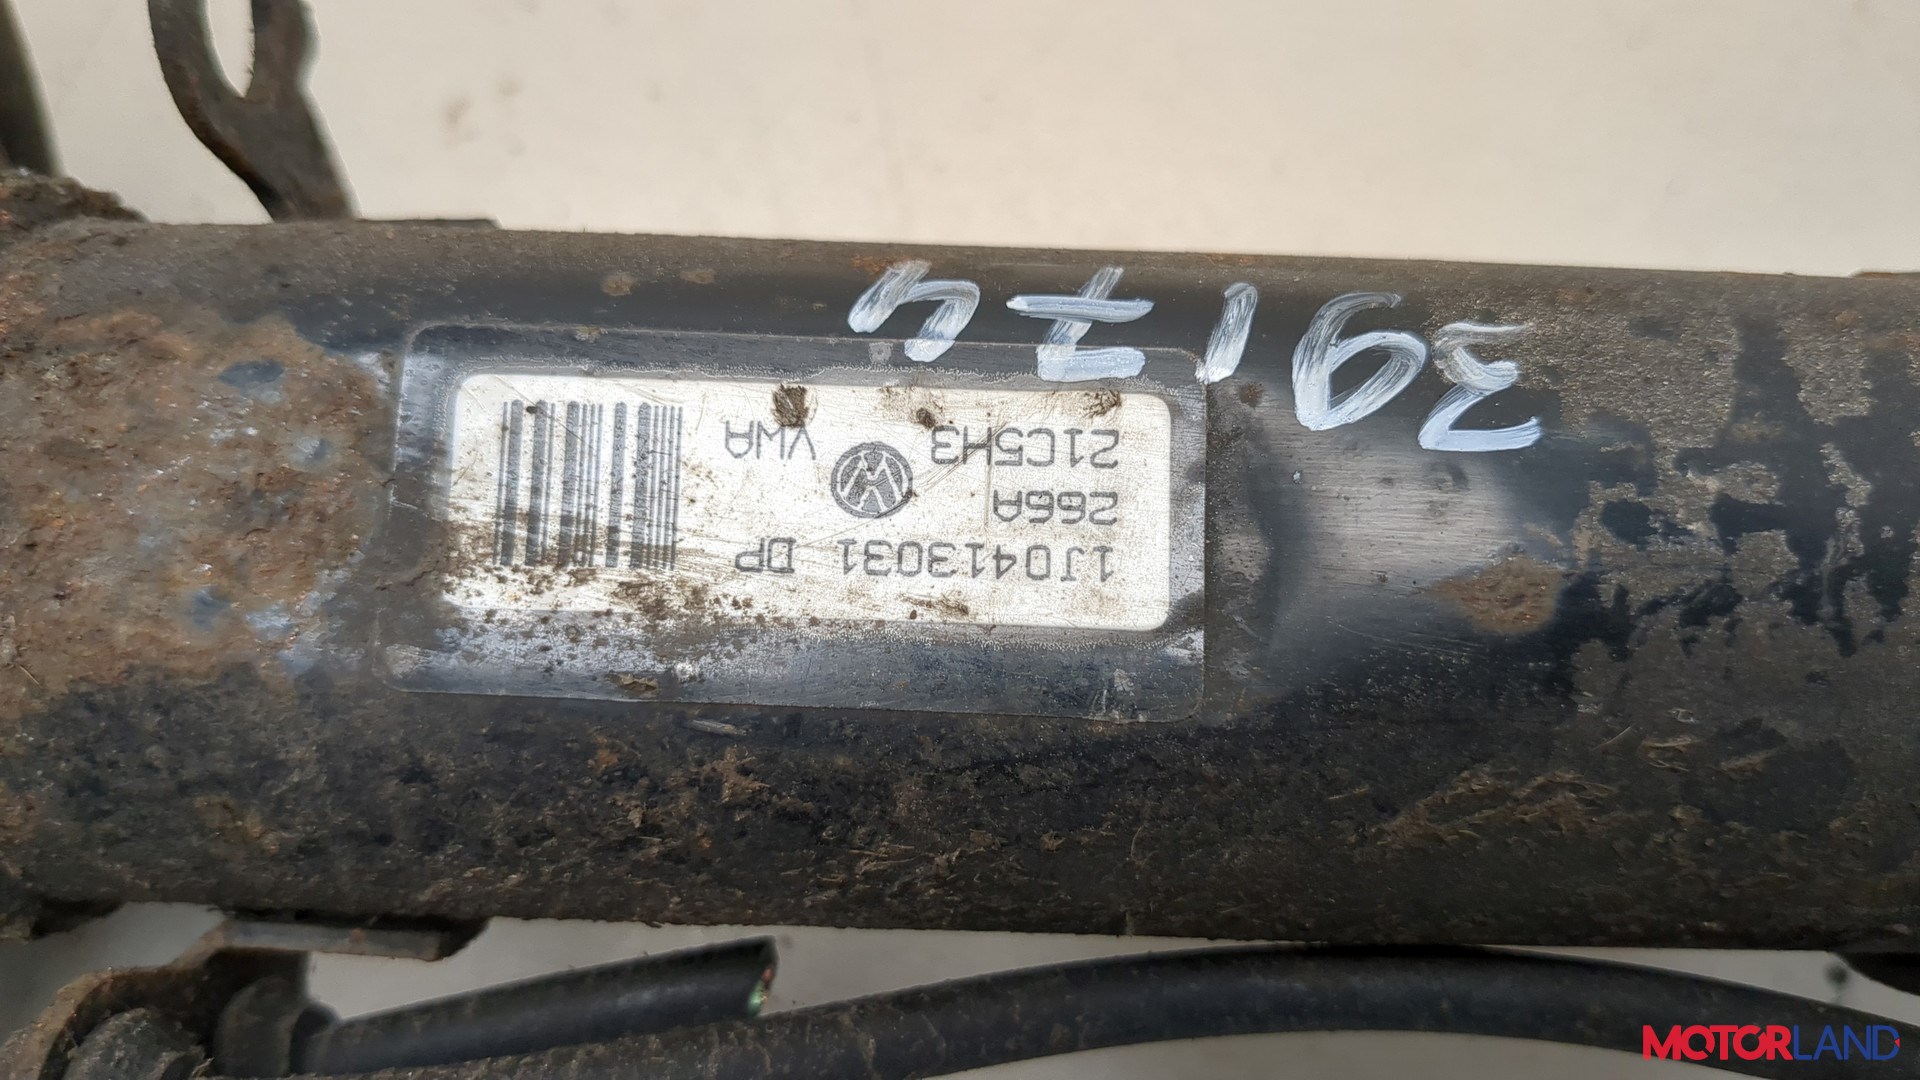 39174
1J0413031 DP
266A
21C5H3 VWA
MOTORLAND